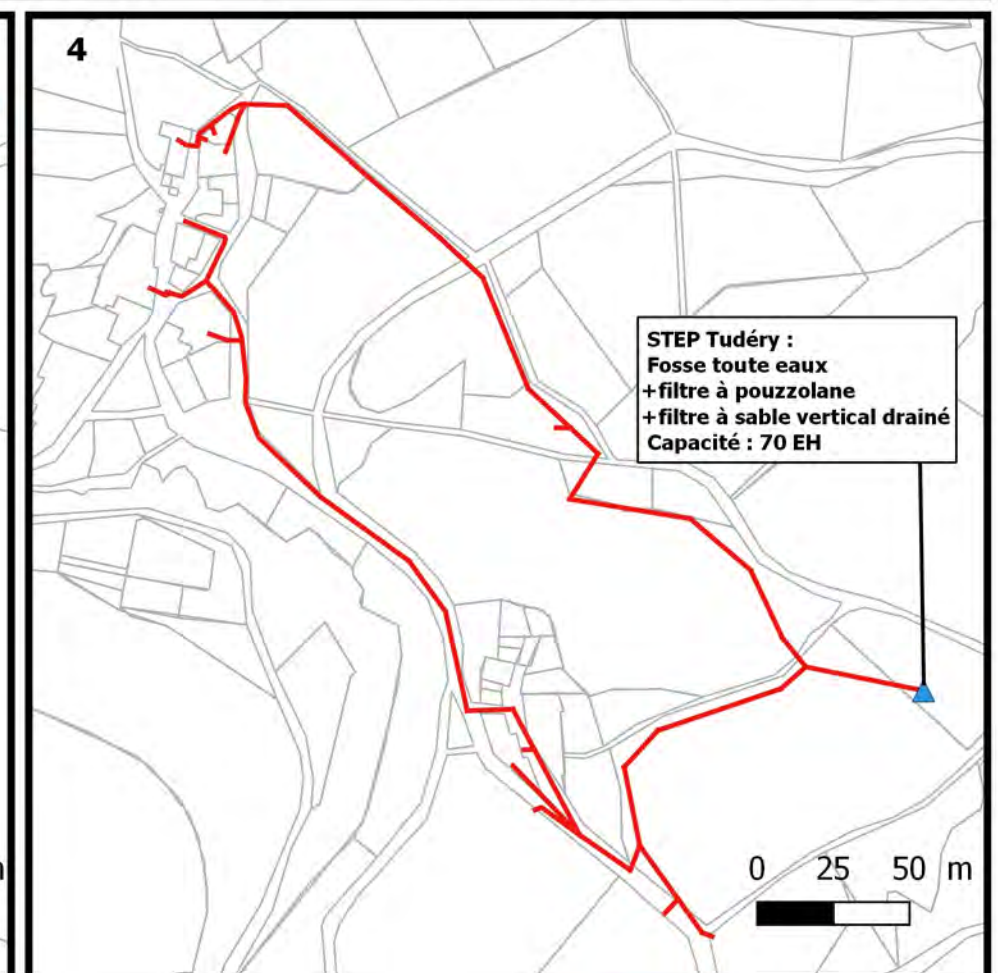 4
STEP Tudéry :
Fosse toute eaux
+filtre à pouzzolane
+filtre à sable vertical drainé
Capacité : 70 EH
0 25 50 m